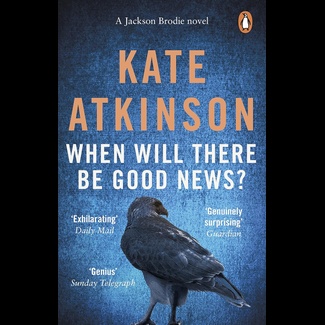 A Jackson Brodie novel
KATE
ATKINSON
WHEN WILL THERE
BE GOOD NEWS?
‘Exhilarating’
Daily Mail
‘Genuinely
surprising’
Guardian
‘Genius’
Sunday Telegraph